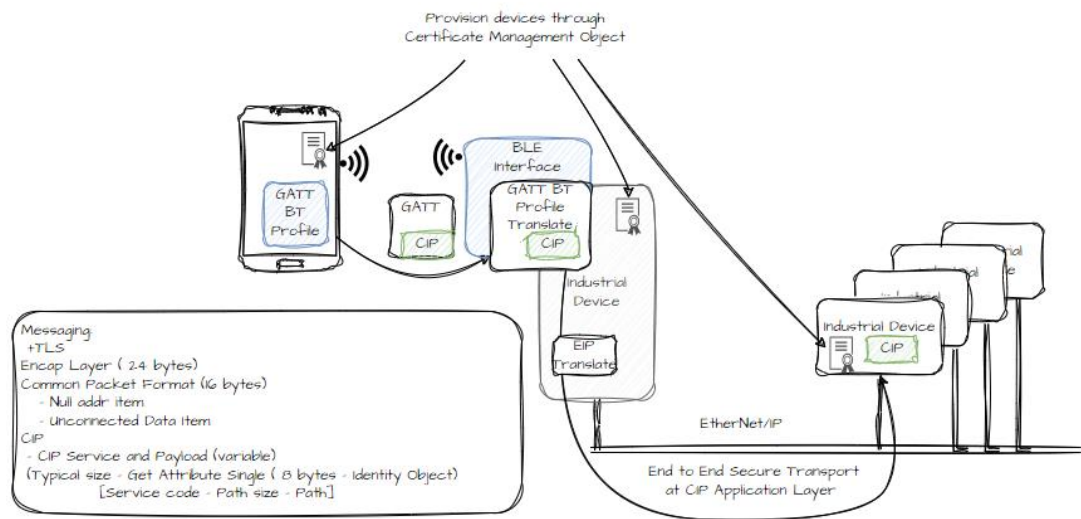 Provision devices through
Certificate Management Object
GATT
BT
Profile
GATT
CIP
BLE
Interface
GATT BT
Profile
Translate
CIP
Industrial
Device
EIP
Translate
Industrial Device
CIP
EtherNet/IP
End to End Secure Transport
at CIP Application Layer
Messaging:
+TLS
Encap Layer ( 24 bytes)
Common Packet Format (16 bytes)
- Null addr item
- Unconnected Data Item
CIP
- CIP Service and Payload (variable)
(Typical size - Get Attribute Single ( 8 bytes - Identity Object)
[Service code - Path size - Path]